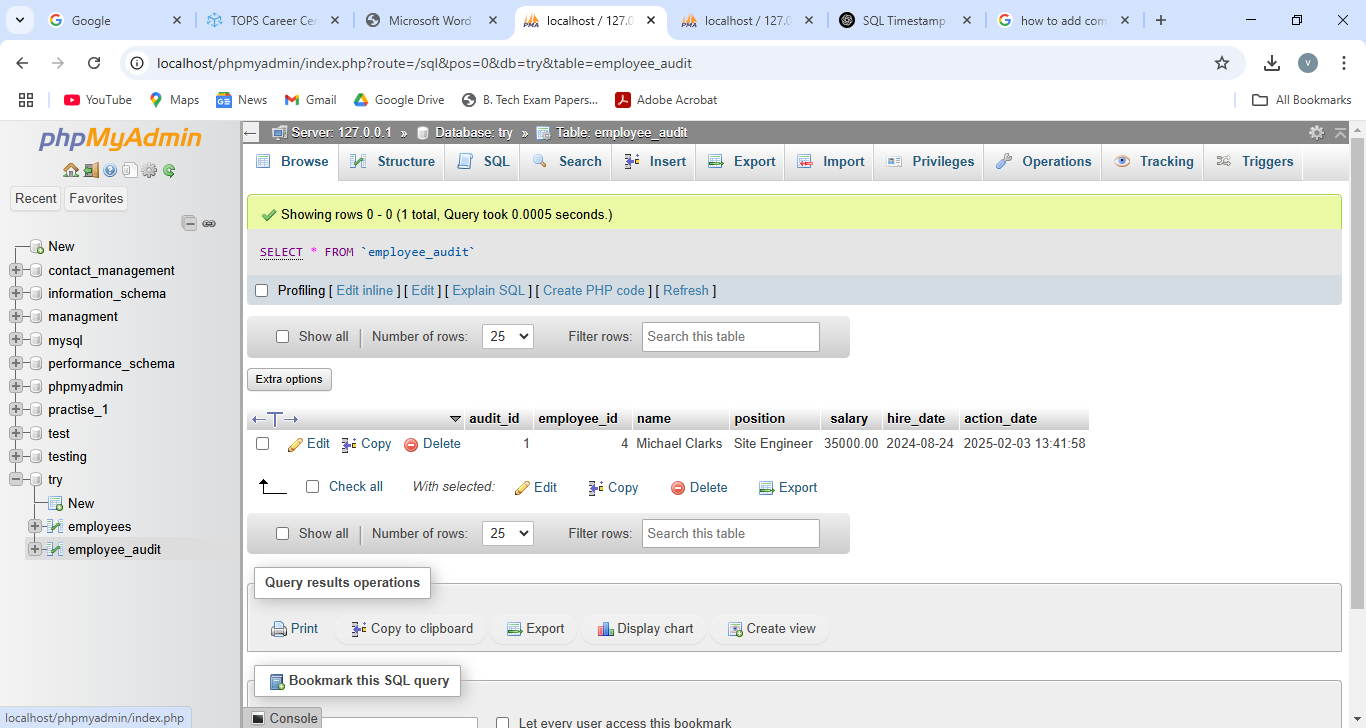 Google
TOPS Career Cer
Microsoft Word
localhost / 127.0
localhost / 127.0
SQL Timestamp
how to add com
localhost/phpmyadmin/index.php?route=/sql&pos=0&db=try&table=employee_audit
V
YouTube
Maps
News
Gmail
Google Drive
B. Tech Exam Papers...
Adobe Acrobat
All Bookmarks
phpMyAdmin
Recent
Favorites
New
contact_management
information_schema
managment
mysql
performance_schema
phpmyadmin
practise_1
test
testing
try
New
employees
employee_audit
localhost/phpmyadmin/index.php
Server: 127.0.0.1 » Database: try » Table: employee_audit
Browse Structure SQL Search Insert Export Import Privileges Operations Tracking Triggers
Showing rows 0 - 0 (1 total, Query took 0.0005 seconds.)
SELECT * FROM `employee_audit`
Profiling [ Edit inline ] [ Edit ] [ Explain SQL ] [ Create PHP code ] [ Refresh ]
Show all Number of rows: 25 Filter rows: Search this table
Extra options
←T→ audit_id employee_id name position salary hire_date action_date
Edit Copy Delete 1 4 Michael Clarks Site Engineer 35000.00 2024-08-24 2025-02-03 13:41:58
Check all With selected: Edit Copy Delete Export
Show all Number of rows: 25 Filter rows: Search this table
Query results operations
Print Copy to clipboard Export Display chart Create view
Bookmark this SQL query
Console
Let every user access this bookmark